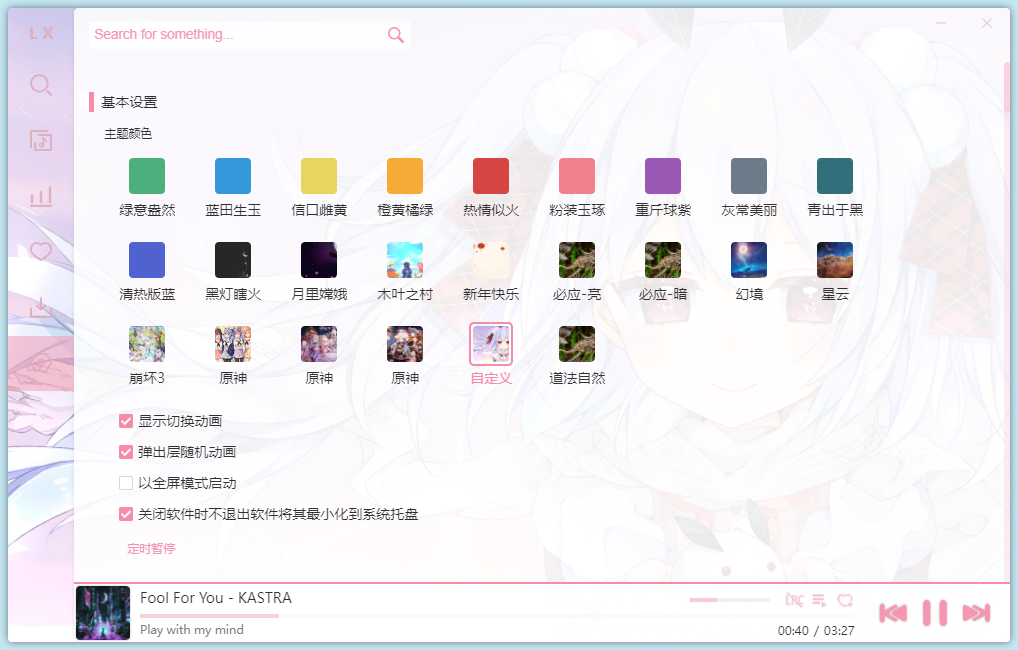 L X
Search for something...
基本设置
主题颜色
绿意盎然 蓝田生玉 信口雌黄 橙黄橘绿 热情似火 粉装玉琢 重斤球紫 灰常美丽 青出于黑
清热版蓝 黑灯瞎火 月里嫦娥 木叶之村 新年快乐 必应-亮 必应-暗 幻境 星云
崩坏3 原神 原神 原神 自定义 道法自然
显示切换动画
弹出层随机动画
以全屏模式启动
关闭软件时不退出软件将其最小化到系统托盘
定时暂停
Fool For You - KASTRA
LRC
Play with my mind
00:40 / 03:27